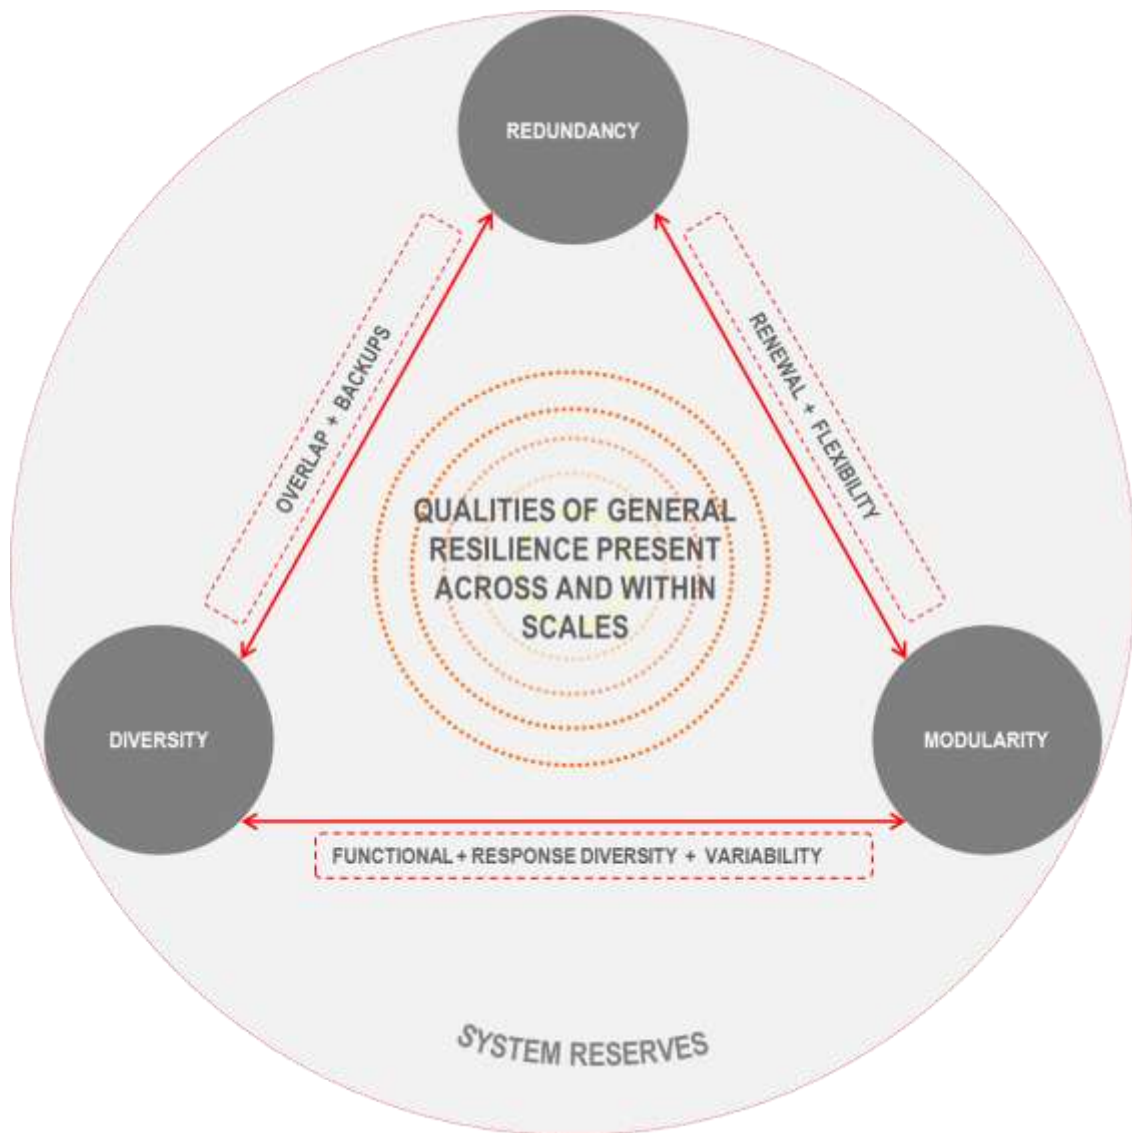 REDUNDANCY
OVERLAP + BACKUPS
RENEWAL + FLEXIBILITY
QUALITIES OF GENERAL
RESILIENCE PRESENT
ACROSS AND WITHIN
SCALES
DIVERSITY
MODULARITY
FUNCTIONAL + RESPONSE DIVERSITY + VARIABILITY
SYSTEM RESERVES